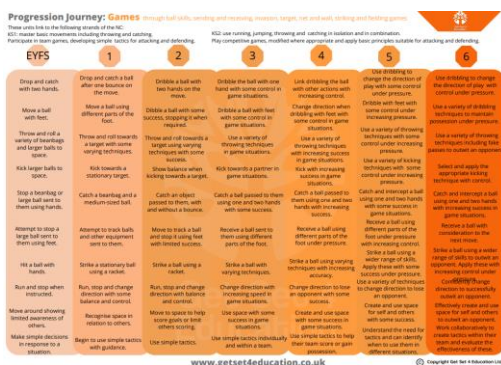 Progression Journey: Games through ball skills, sending and receiving, invasion, target, net and wall, striking and fielding games.
These units link to the following strands of the NC:
KS1: master basic movements including throwing and catching.
Participate in team games, developing simple tactics for attacking and defending.
KS2: use running, jumping, throwing and catching in isolation and in combination.
Play competitive games, modified where appropriate and apply basic principles suitable for attacking and defending.
EYFS
Drop and catch
with two hands.
Move a ball
with feet.
Throw and roll a
variety of beanbags
and larger balls to
space.
Kick larger balls to
space.
Stop a beanbag or
large ball sent to
them using hands.
Attempt to stop a
large ball sent to
them using feet.
Hit a ball with
hands.
Run and stop when
instructed.
Move around showing
limited awareness of
others.
Make simple decisions
in response to a
situation.
1
Drop and catch a ball
after one bounce on
the move.
Move a ball using
different parts of the
foot.
Throw and roll towards
a target with some
varying techniques.
Kick towards a
stationary target.
Catch a beanbag and a
medium-sized ball.
Attempt to track balls
and other equipment
sent to them.
Strike a stationary ball
using a racket.
Run, stop and change
direction with some
balance and control.
Recognise space in
relation to others.
Begin to use simple tactics
with guidance.
2
Dribble a ball with
two hands on the
move.
Dribble a ball with some
success, stopping it when
required.
Throw and roll towards a
target using varying
techniques with some
success.
Show balance when
kicking towards a target.
Catch an object
passed to them, with
and without a bounce.
Move to track a ball
and stop it using feet
with limited success.
Strike a ball using a
racket.
Run, stop and change
direction with balance
and control.
Move to space to help
score goals or limit
others scoring.
Use simple tactics.
3
Dribble the ball with one
hand with some control in
game situations.
Dribble a ball with feet
with some control in
game situations.
Use a variety of
throwing techniques
in game situations.
Kick towards a partner in
game situations.
Catch a ball passed to them
using one and two hands
with some success.
Receive a ball sent to
them using different
parts of the foot.
Strike a ball with
varying techniques.
Change direction with
increasing speed in
game situations.
Use space with some
success in game
situations.
Use simple tactics individually
and within a team.
4
Link dribbling the ball
with other actions with
increasing control.
Change direction when
dribbling with feet with
some control in game
situations.
Use a variety of
throwing techniques
with increasing success
in game situations.
Kick with increasing
success in game
situations.
Catch a ball passed to
them using one and two
hands with increasing
success.
Receive a ball using
different parts of the
foot under pressure.
Strike a ball using varying
techniques with increasing
accuracy.
Change direction to lose
an opponent with some
success.
Create and use
space with some
success in game
situations.
Use simple tactics to help
their team score or gain
possession.
5
Use dribbling to
change the direction of
play with some control
under pressure.
Dribble with feet with
some control under
increasing pressure.
Use a variety of throwing
techniques with some
control under increasing
pressure.
Use a variety of kicking
techniques with some
control under increasing
pressure.
Catch and intercept a ball
using one and two hands
with some success in
game situations.
Receive a ball using
different parts of the
foot under pressure
with increasing control.
Strike a ball using a
wider range of skills.
Apply these with some
success under pressure
Use a variety of techniques
to change direction to lose
an opponent.
Create and use space
for self and others
with some success.
Understand the need for
tactics and can identify
when to use them in
different situations.
6
Use dribbling to change
the direction of play with
control under pressure.
Use a variety of dribbling
techniques to maintain
possession under pressure.
Use a variety of throwing
techniques including fake
passes to outwit an opponent.
Select and apply the
appropriate kicking
technique with control.
Catch and intercept a ball
using one and two hands
with increasing success in
game situations.
Receive a ball with
consideration to the
next move.
Strike a ball using a wider
range of skills to outwit an
opponent. Apply these with
increasing control under
change
direction to successfully
outwit an opponent.
Effectively create and use
space for self and others
to outwit an opponent.
Work collaboratively to
create tactics within their
team and evaluate the
effectiveness of these.
www.getset4education.co.uk
© Copyright Get Set 4 Education Ltd